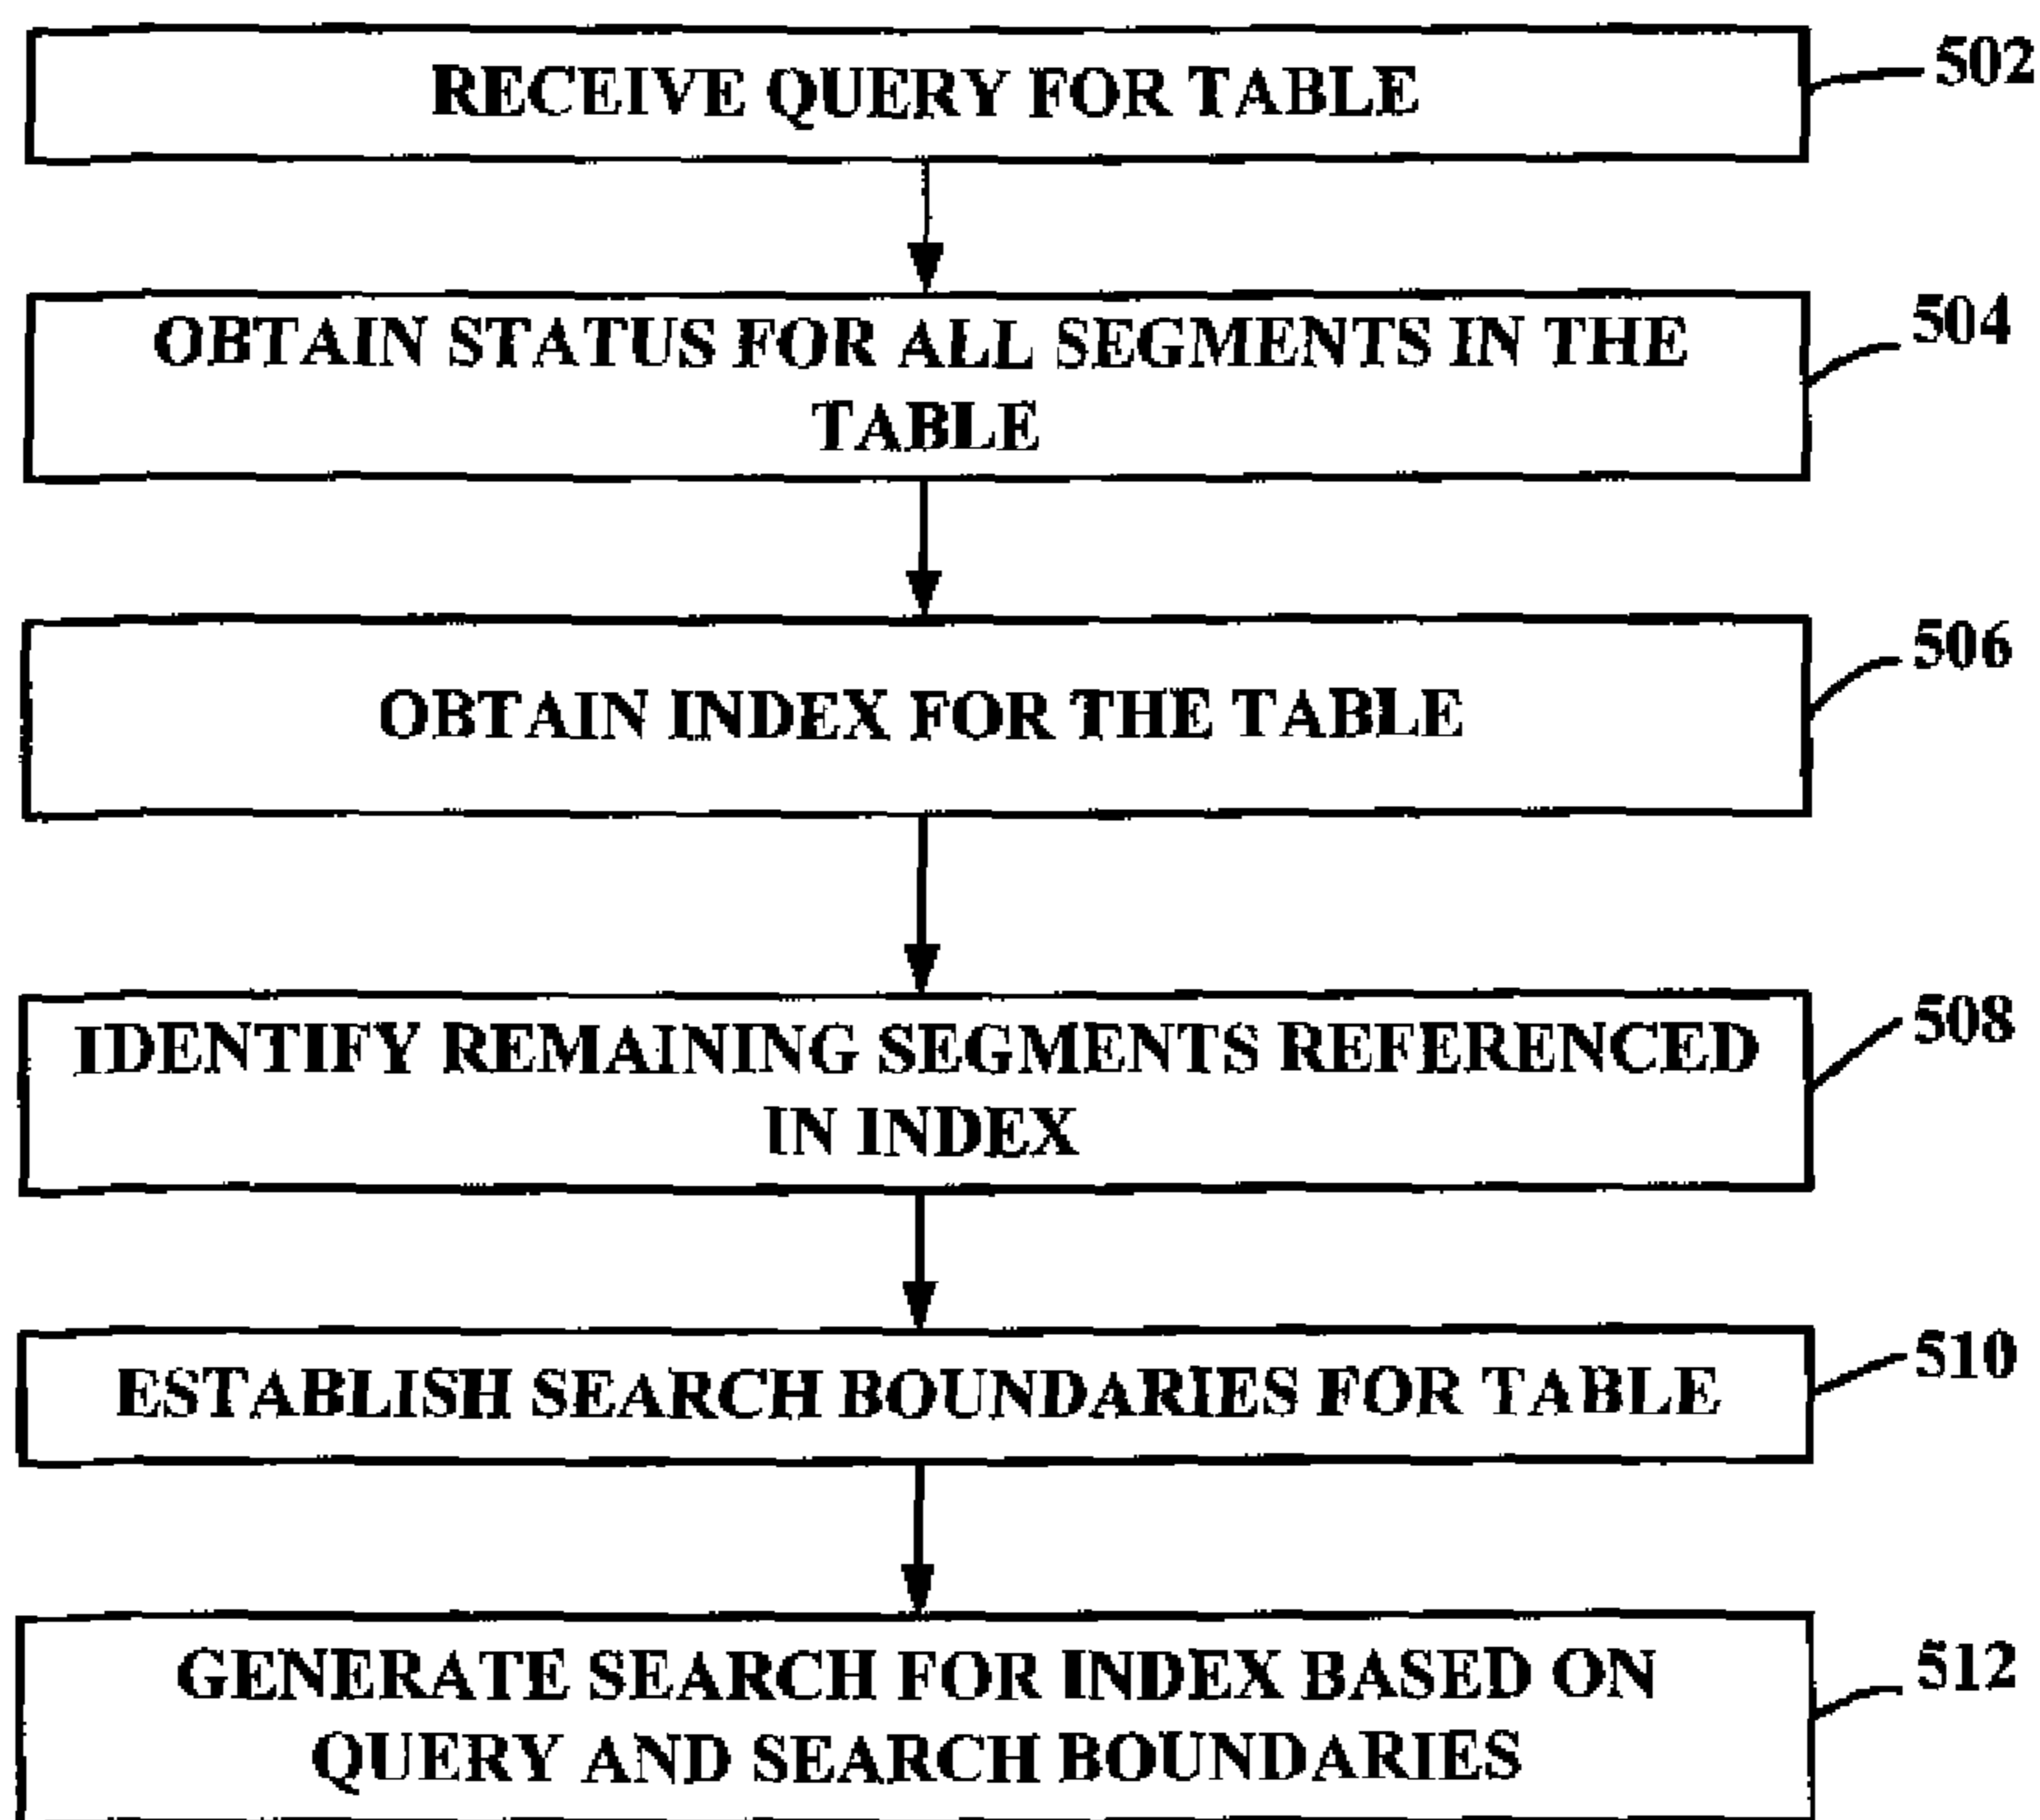 RECEIVE QUERY FOR TABLE
502
OBTAIN STATUS FOR ALL SEGMENTS IN THE
TABLE
504
OBTAIN INDEX FOR THE TABLE
506
IDENTIFY REMAINING SEGMENTS REFERENCED
IN INDEX
508
ESTABLISH SEARCH BOUNDARIES FOR TABLE
510
GENERATE SEARCH FOR INDEX BASED ON
QUERY AND SEARCH BOUNDARIES
512